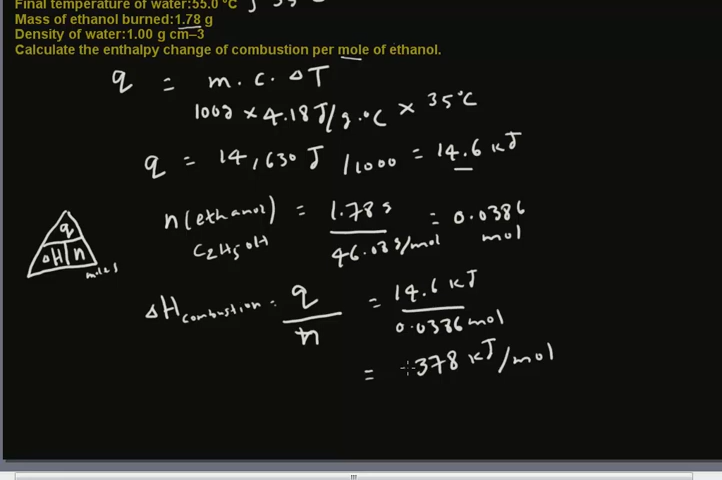 Final temperature of water:55.0 °C
Mass of ethanol burned:1.78 g
Density of water:1.00 g cm–3
Calculate the enthalpy change of combustion per mole of ethanol.
q = m. c. ΔT
100g × 4.18 J/g.°C × 35°C
q = 14,630 J /1000 = 14.6 kJ
n(ethanol) = 1.78g / 46.08g/mol = 0.0386 mol
C2H5OH
q
ΔH n
moles
ΔH combustion = q / n = 14.6 kJ / 0.0386 mol
= -378 kJ/mol